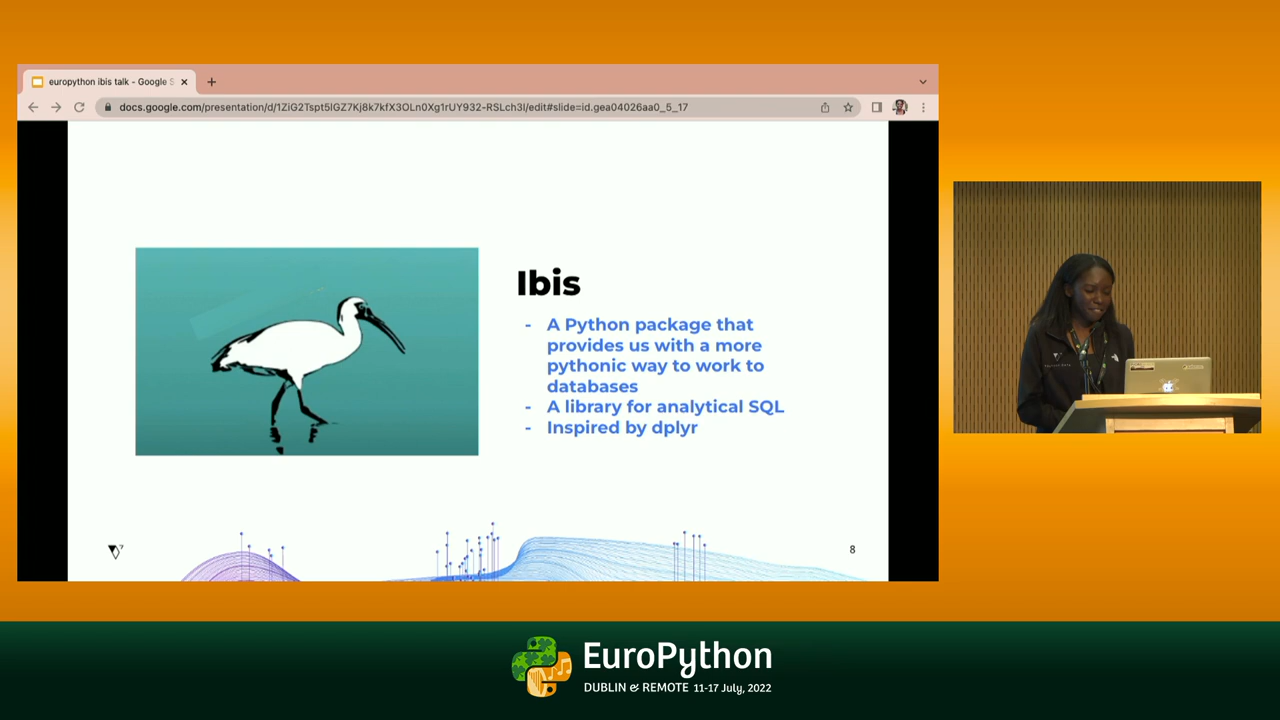 europython ibis talk - Google S
docs.google.com/presentation/d/1ZiG2Tspt5lGZ7Kj8k7kfX3OLn0Xg1rUY932-RSLch3I/edit#slide=id.gea04026aa0_5_17
Ibis
- A Python package that
provides us with a more
pythonic way to work to
databases
- A library for analytical SQL
- Inspired by dplyr
8
EuroPython
DUBLIN & REMOTE 11-17 July, 2022